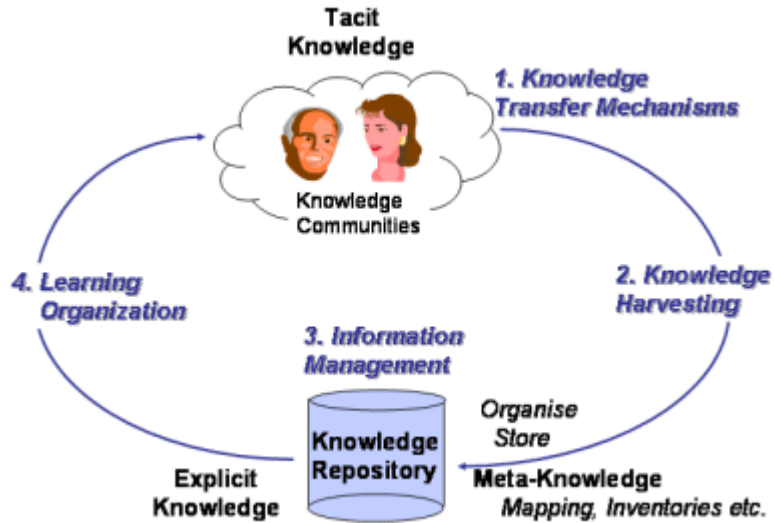 Tacit
Knowledge
1. Knowledge
Transfer Mechanisms
Knowledge
Communities
2. Knowledge
Harvesting
4. Learning
Organization
3. Information
Management
Organise
Store
Knowledge
Repository
Explicit
Knowledge
Meta-Knowledge
Mapping, Inventories etc.